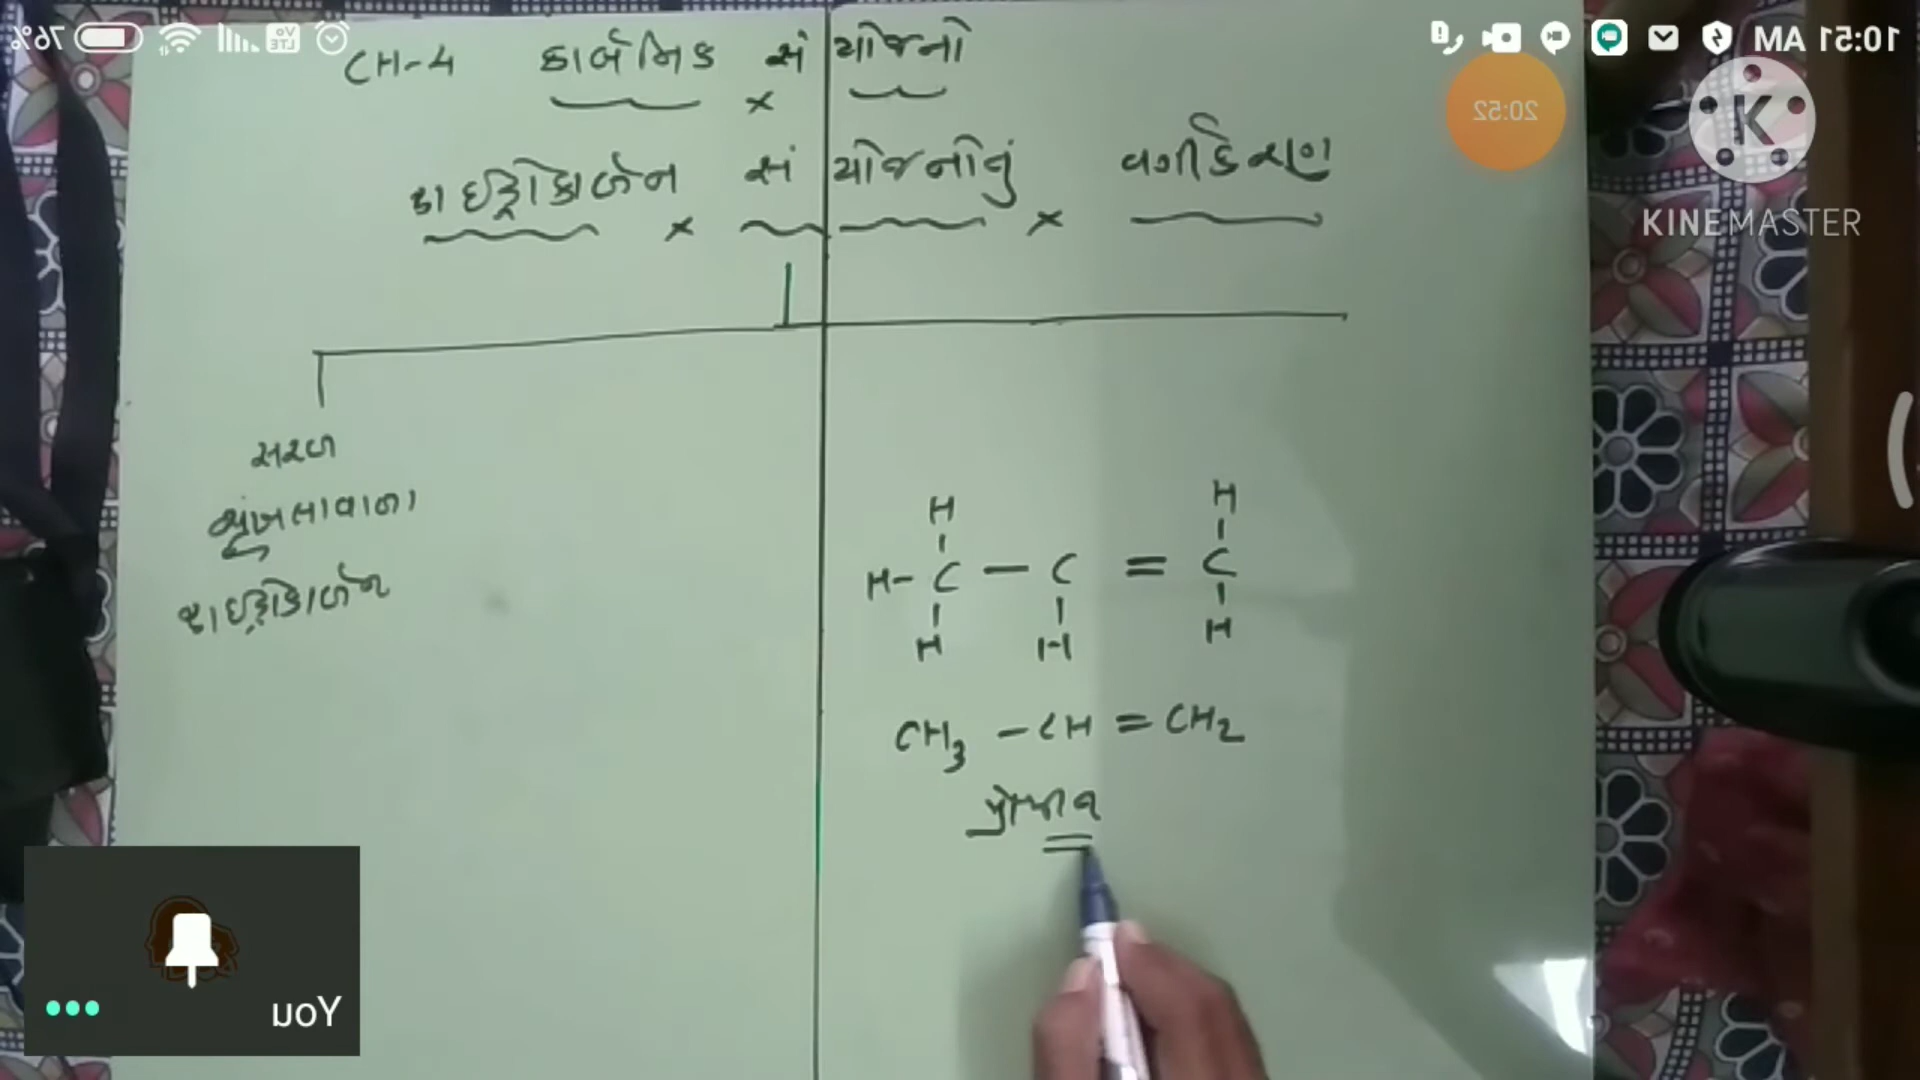 76%
10:51 AM
20:52
K
KINEMASTER
CH-4 કાર્બનિક સંયોજનો
હાઇડ્રોકાર્બન સંયોજનોનું વર્ગીકરણ
સરળ
શૃંખલાવાળા
હાઇડ્રોકાર્બન
H H
H - C - C = C
H H H
CH3 - CH = CH2
પ્રોપીન
You